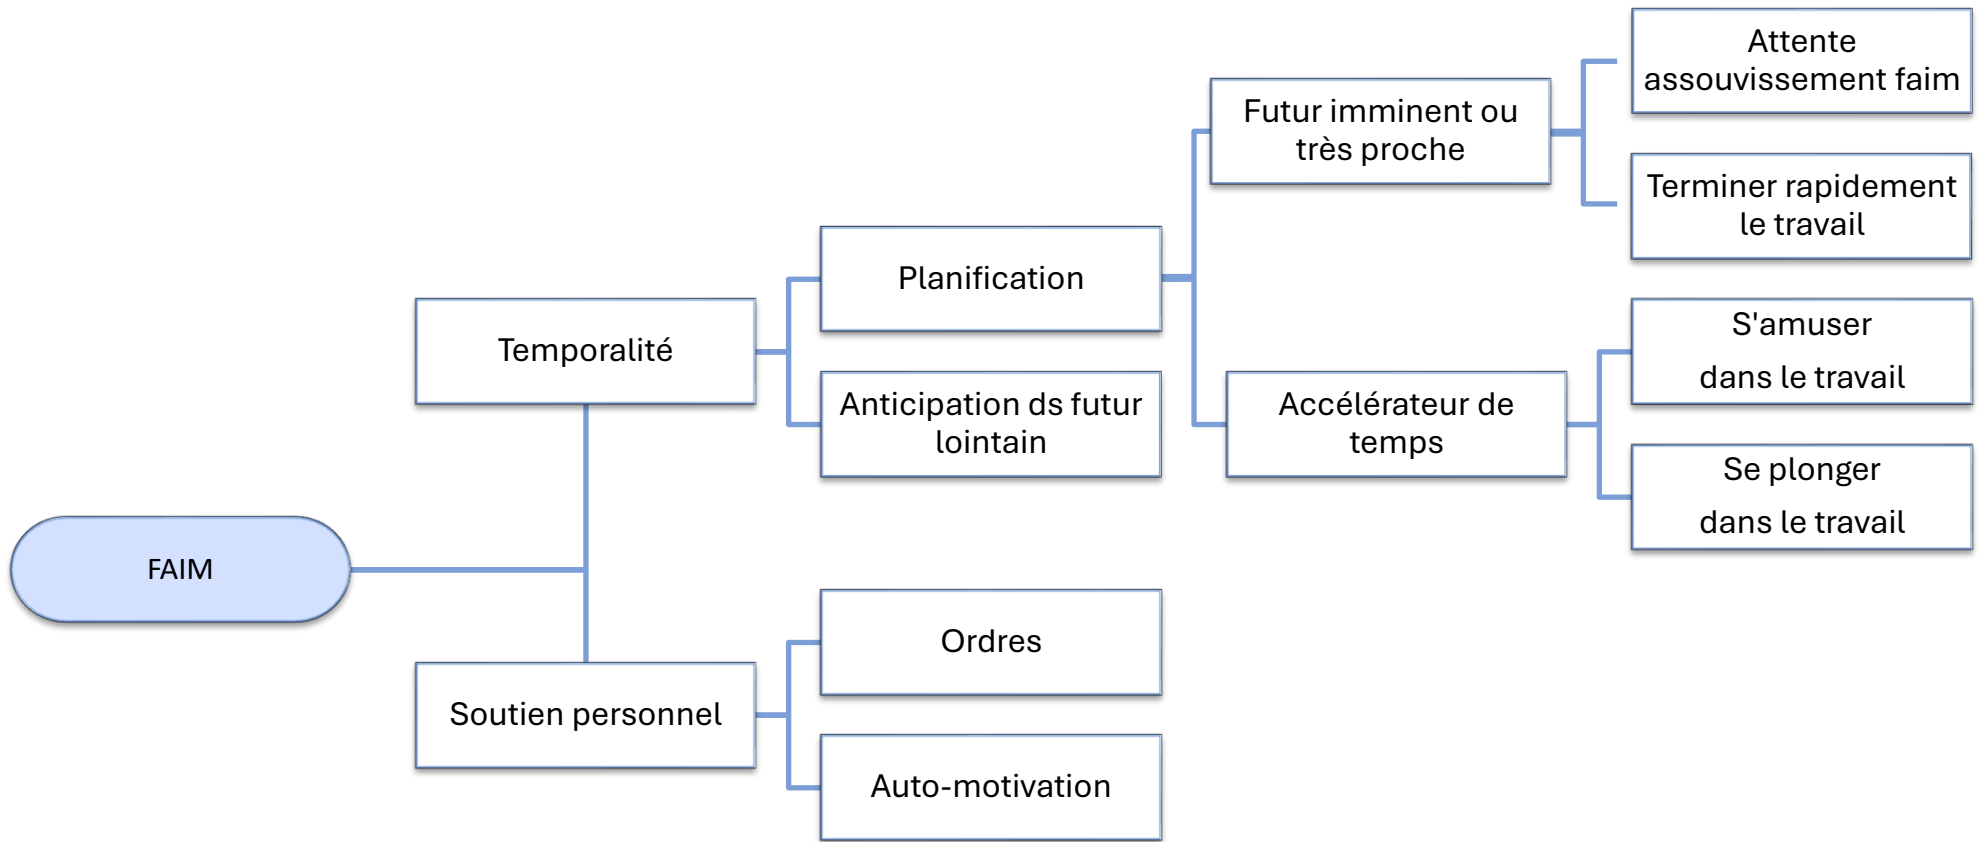 Attente
assouvissement faim
Futur imminent ou
très proche
Terminer rapidement
le travail
Planification
Temporalité
S'amuser
dans le travail
Anticipation ds futur
lointain
Accélérateur de
temps
Se plonger
dans le travail
FAIM
Ordres
Soutien personnel
Auto-motivation